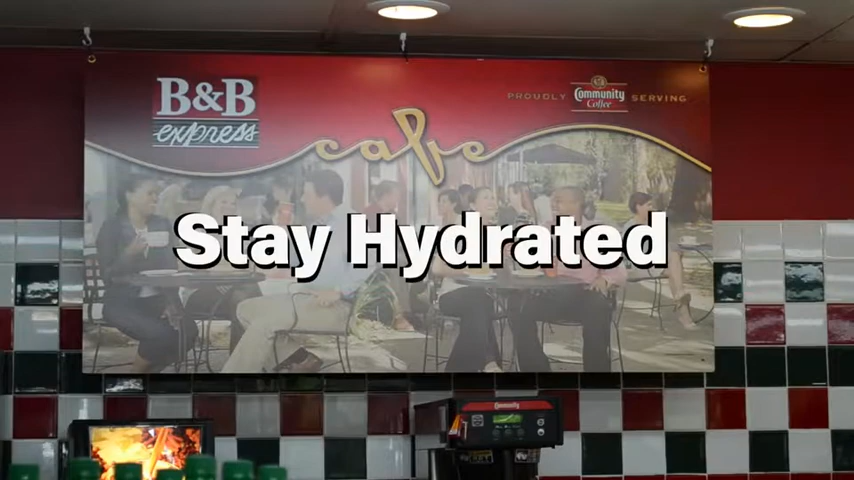 B&B
express
cafe
PROUDLY
Community
Coffee
SERVING
Stay Hydrated
Community